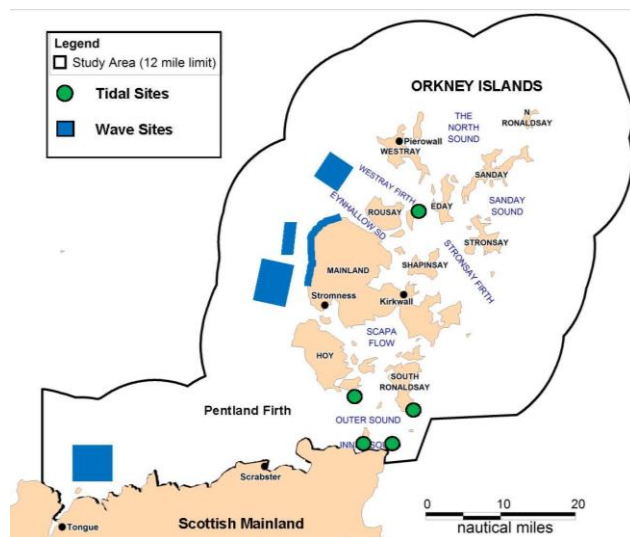 Legend
Study Area (12 mile limit)
Tidal Sites
Wave Sites
ORKNEY ISLANDS
THE
NORTH
SOUND
N
RONALDSAY
Pierowall
WESTRAY
WESTRAY FIRTH
SANDAY
EYNHALLOW SD
ROUSAY
EDAY
SANDAY
SOUND
STRONSAY
STRONSAY FIRTH
MAINLAND
SHAPINSAY
Stromness
Kirkwall
SCAPA
FLOW
HOY
SOUTH
RONALDSAY
Pentland Firth
OUTER SOUND
Scrabster
Tongue
Scottish Mainland
0 10 20
nautical miles